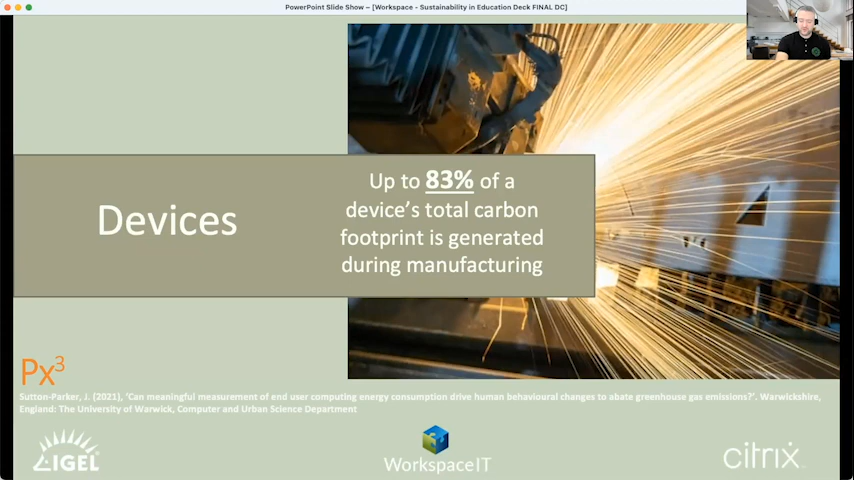 PowerPoint Slide Show – [Workspace - Sustainability in Education Deck FINAL DC]
Devices
Up to 83% of a
device's total carbon
footprint is generated
during manufacturing
Px3
Sutton-Parker, J. (2021), 'Can meaningful measurement of end user computing energy consumption drive human behavioural changes to abate greenhouse gas emissions?'. Warwickshire,
England: The University of Warwick, Computer and Urban Science Department
IGEL
WorkspaceIT
citrix